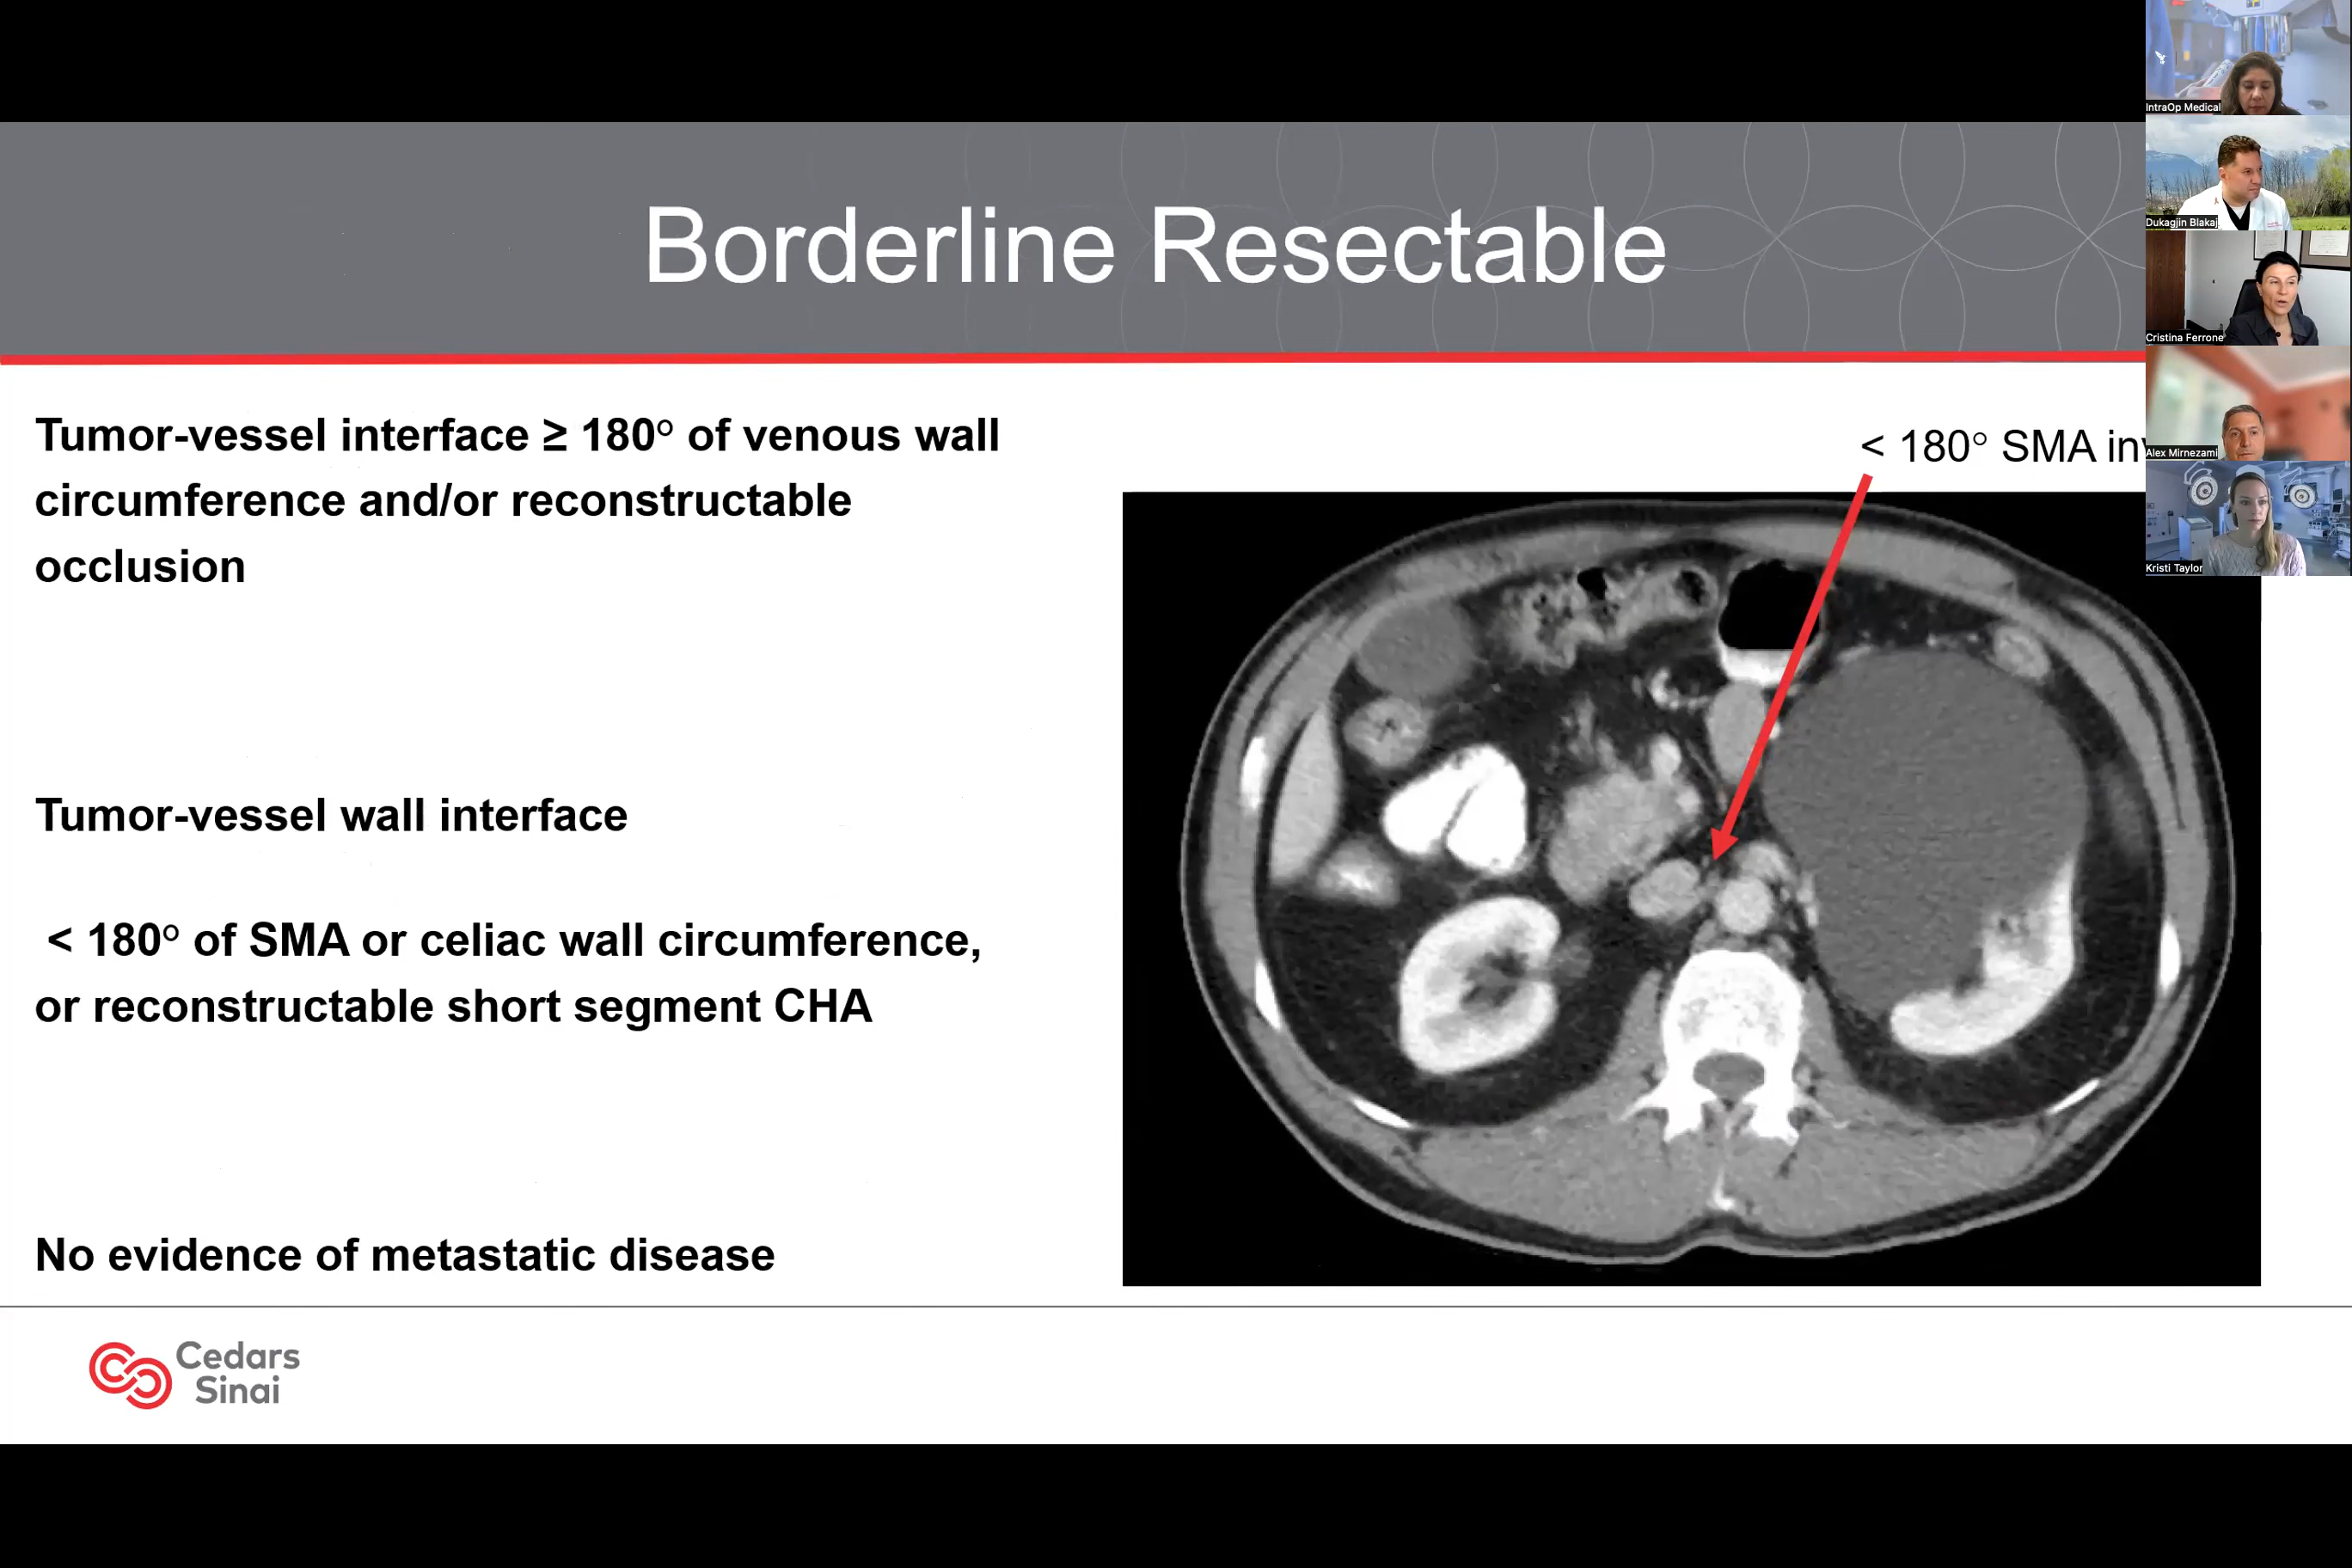 Borderline Resectable
Tumor-vessel interface ≥ 180° of venous wall
circumference and/or reconstructable
occlusion
Tumor-vessel wall interface
< 180° of SMA or celiac wall circumference,
or reconstructable short segment CHA
No evidence of metastatic disease
< 180° SMA
Cedars
Sinai
IntraOp Medical
Dukagjin Blakaj
Cristina Ferrone
Alex Mirnezami
Kristi Taylor